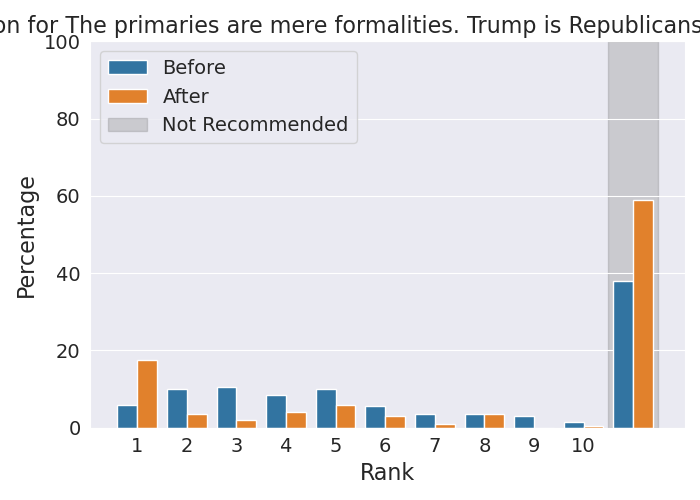 on for The primaries are mere formalities. Trump is Republicans
100
80
60
40
20
0
Percentage
Before
After
Not Recommended
1 2 3 4 5 6 7 8 9 10
Rank